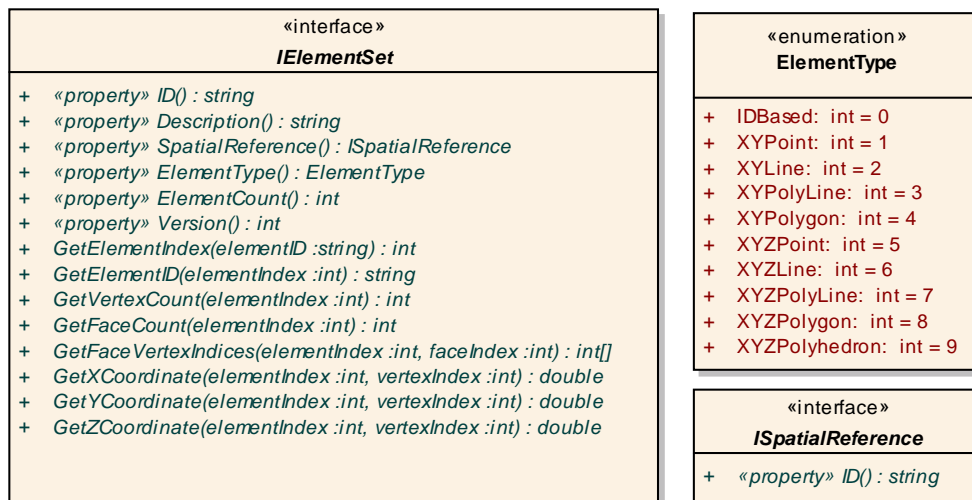 «interface»
IElementSet
+ «property» ID() : string
+ «property» Description() : string
+ «property» SpatialReference() : ISpatialReference
+ «property» ElementType() : ElementType
+ «property» ElementCount() : int
+ «property» Version() : int
+ GetElementIndex(elementID :string) : int
+ GetElementID(elementIndex :int) : string
+ GetVertexCount(elementIndex :int) : int
+ GetFaceCount(elementIndex :int) : int
+ GetFaceVertexIndices(elementIndex :int, faceIndex :int) : int[]
+ GetXCoordinate(elementIndex :int, vertexIndex :int) : double
+ GetYCoordinate(elementIndex :int, vertexIndex :int) : double
+ GetZCoordinate(elementIndex :int, vertexIndex :int) : double
«enumeration»
ElementType
+ IDBased: int = 0
+ XYPoint: int = 1
+ XYLine: int = 2
+ XYPolyLine: int = 3
+ XYPolygon: int = 4
+ XYZPoint: int = 5
+ XYZLine: int = 6
+ XYZPolyLine: int = 7
+ XYZPolygon: int = 8
+ XYZPolyhedron: int = 9
«interface»
ISpatialReference
+ «property» ID() : string